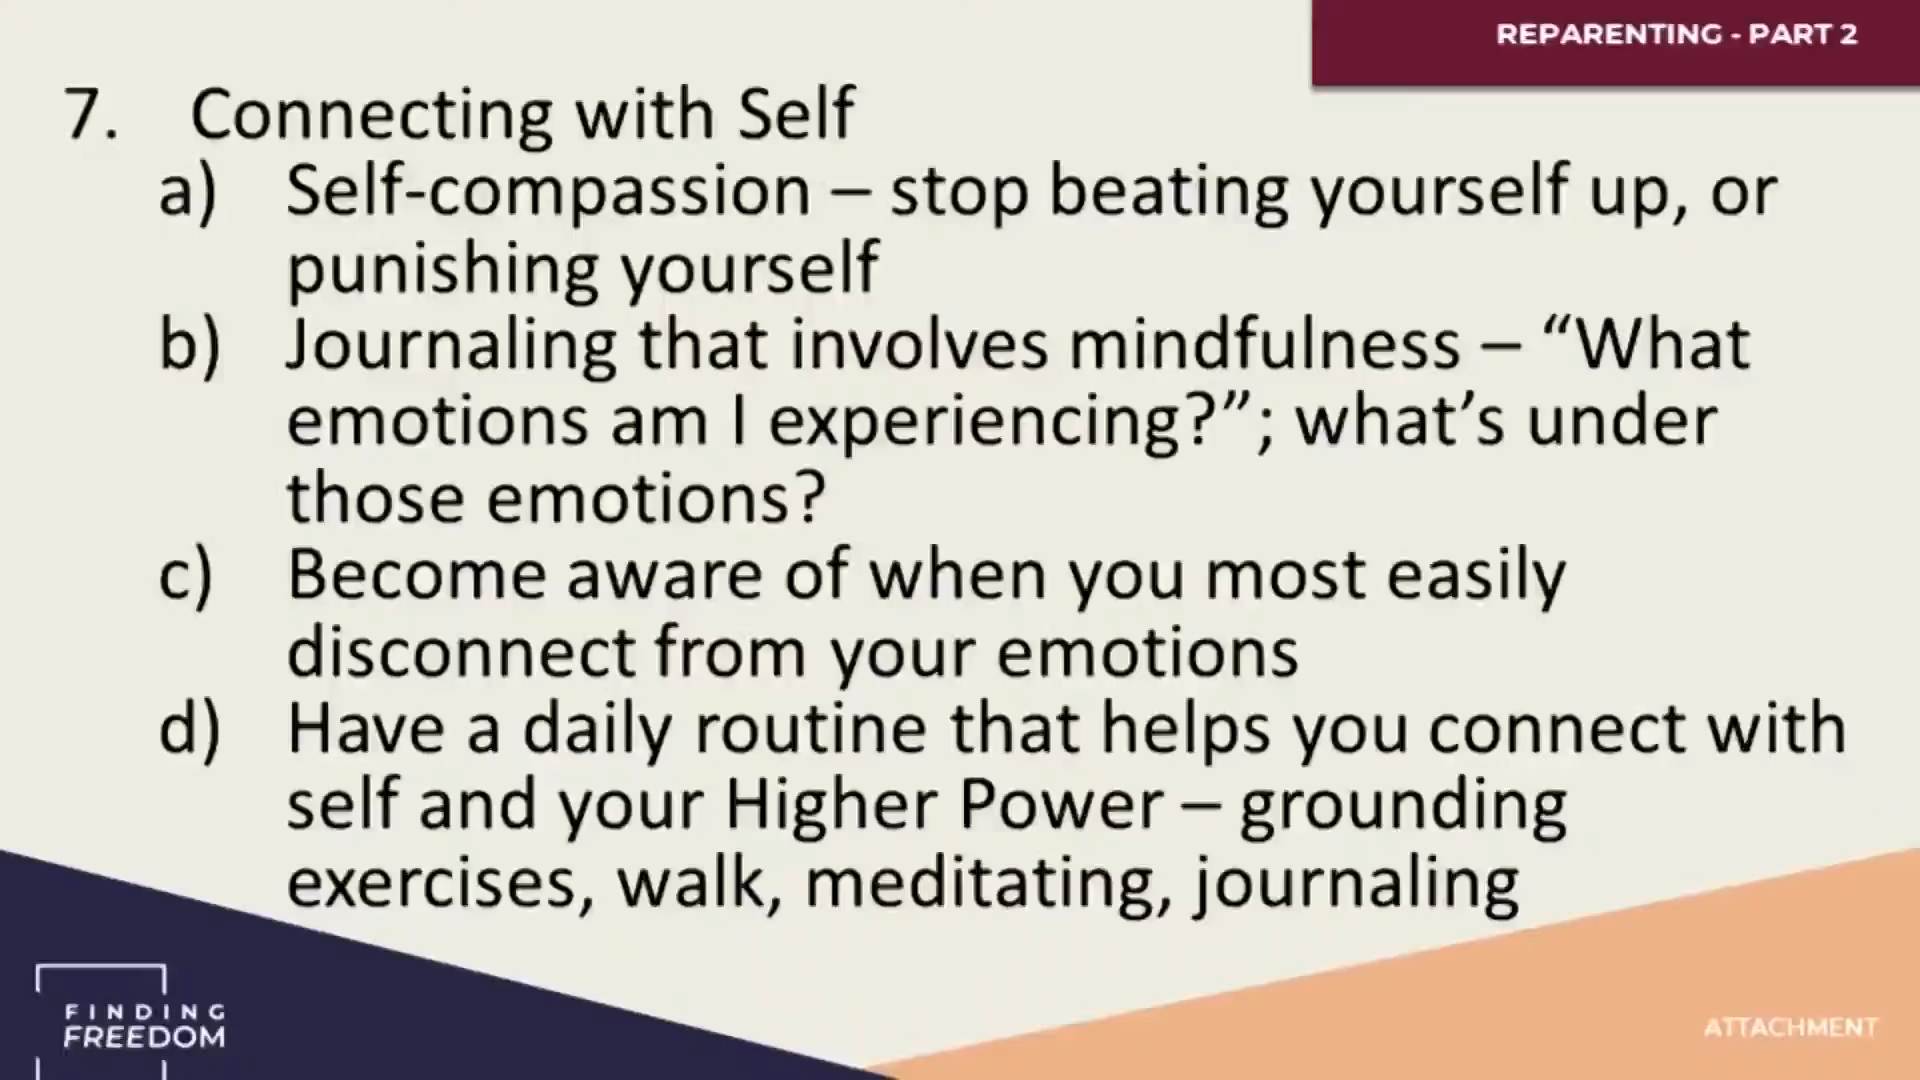 REPARENTING - PART 2
7. Connecting with Self
a) Self-compassion – stop beating yourself up, or
punishing yourself
b) Journaling that involves mindfulness – “What
emotions am I experiencing?”; what’s under
those emotions?
c) Become aware of when you most easily
disconnect from your emotions
d) Have a daily routine that helps you connect with
self and your Higher Power – grounding
exercises, walk, meditating, journaling
FINDING
FREEDOM
ATTACHMENT